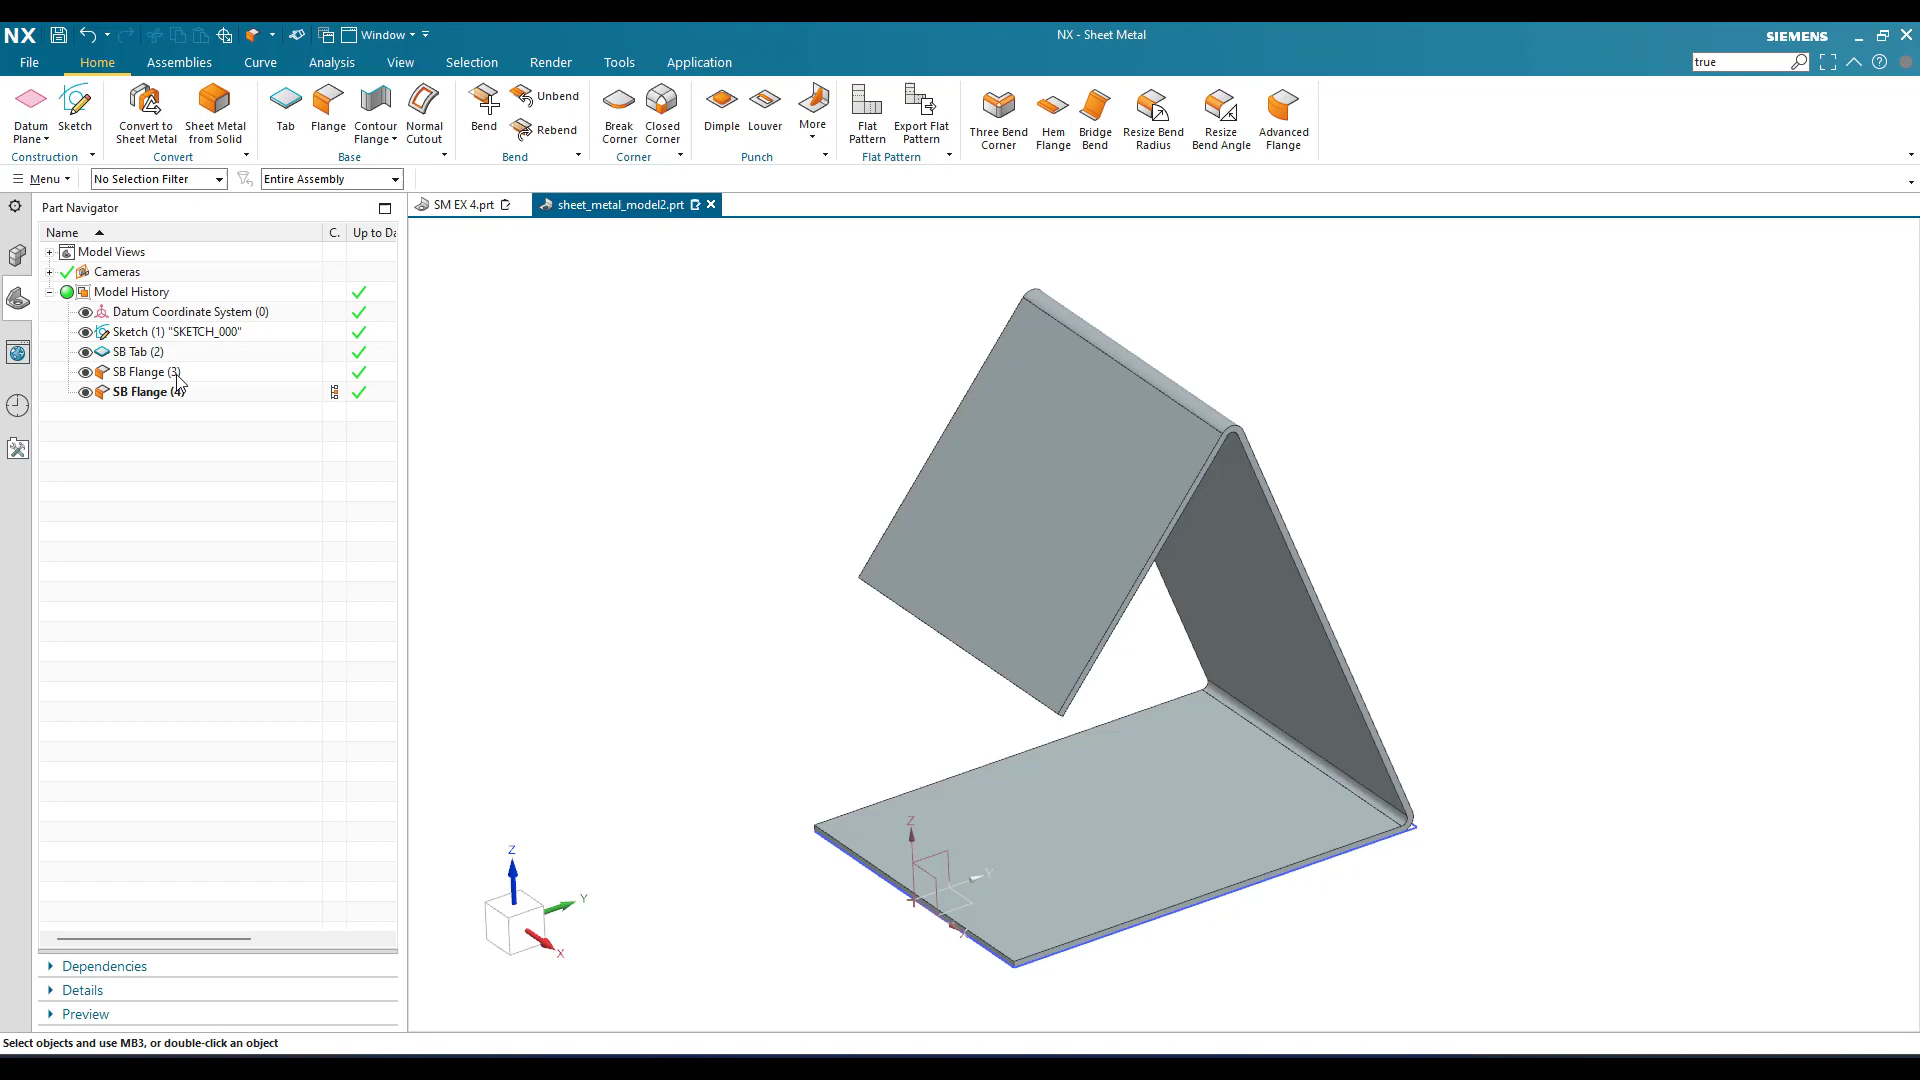 NX
Window
NX - Sheet Metal
SIEMENS
File
Home
Assemblies
Curve
Analysis
View
Selection
Render
Tools
Application
true
Datum Plane
Sketch
Convert to Sheet Metal
Sheet Metal from Solid
Tab
Flange
Contour Flange
Normal Cutout
Bend
Unbend
Rebend
Break Corner
Closed Corner
Dimple
Louver
More
Flat Pattern
Export Flat Pattern
Three Bend Corner
Hem Flange
Bridge Bend
Resize Bend Radius
Resize Bend Angle
Advanced Flange
Construction
Convert
Base
Bend
Corner
Punch
Flat Pattern
Menu
No Selection Filter
Entire Assembly
Part Navigator
SM EX 4.prt
sheet_metal_model2.prt
Name
C.
Up to Da
Model Views
Cameras
Model History
Datum Coordinate System (0)
Sketch (1) "SKETCH_000"
SB Tab (2)
SB Flange (3)
SB Flange (4)
Z
Y
X
Z
Y
X
Dependencies
Details
Preview
Select objects and use MB3, or double-click an object